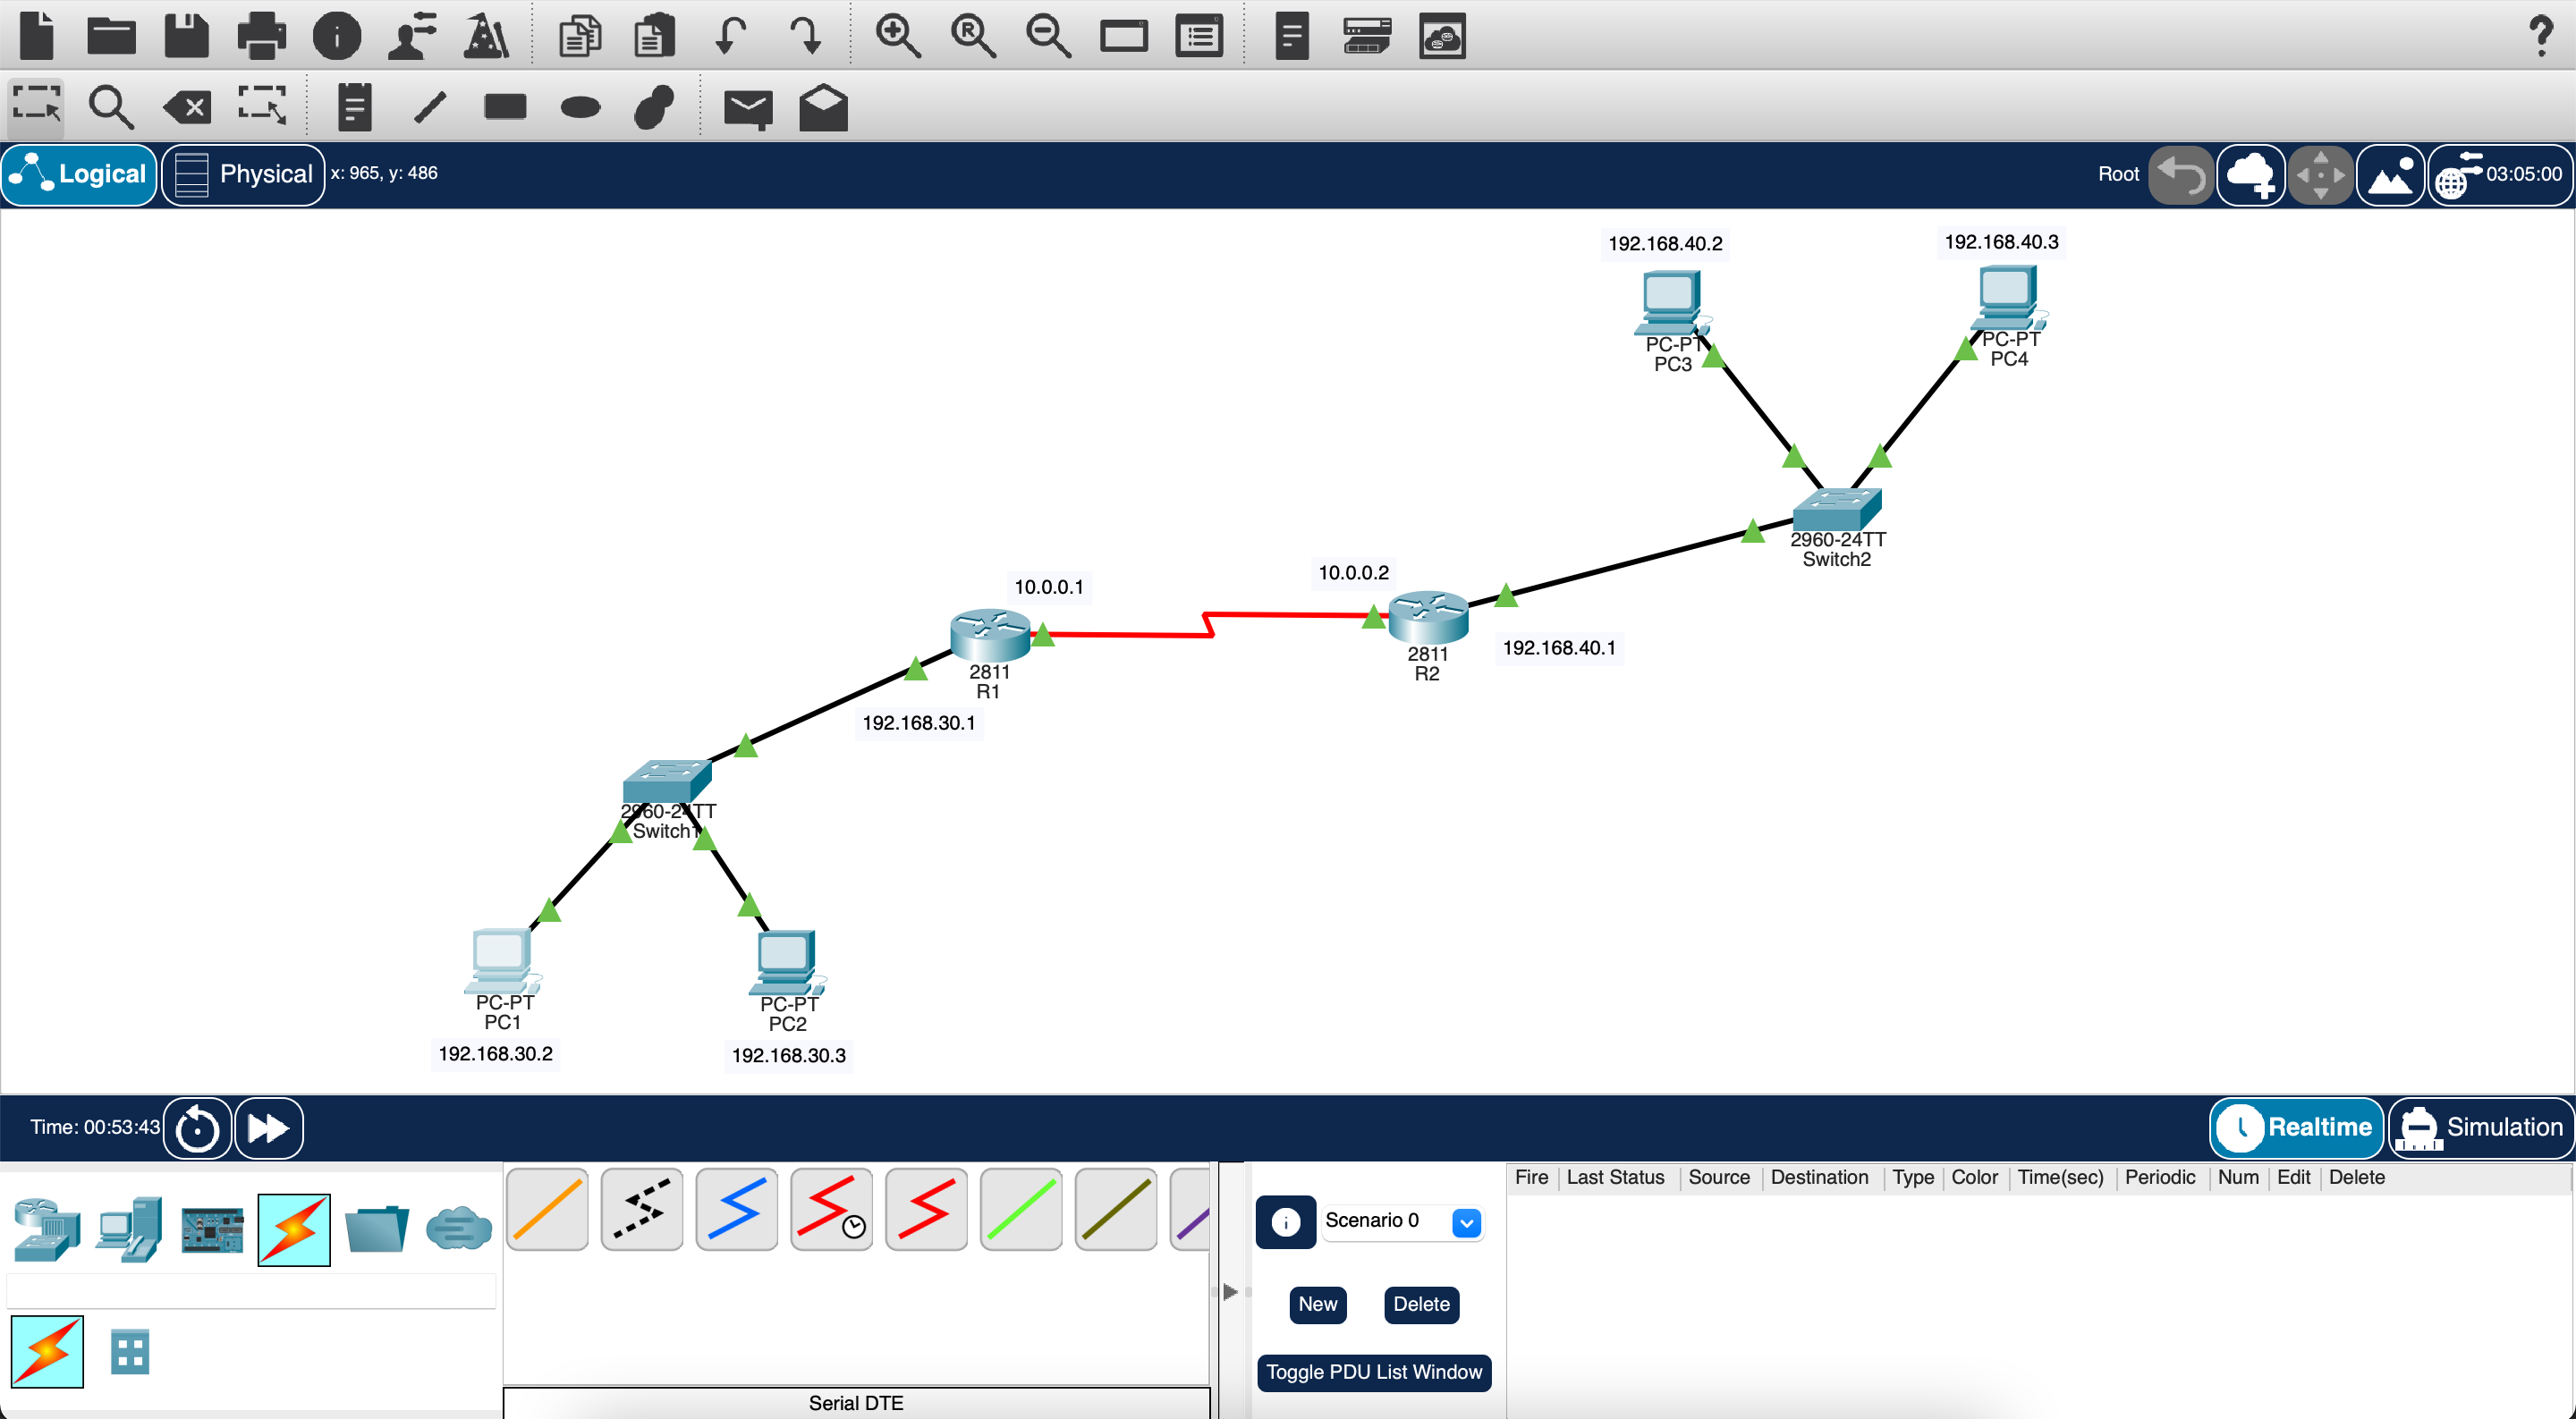 Logical
Physical
x: 965, y: 486
Root
03:05:00
192.168.40.2
192.168.40.3
PC-PT
PC3
PC-PT
PC4
2960-24TT
Switch2
10.0.0.1
10.0.0.2
2811
R1
2811
R2
192.168.40.1
192.168.30.1
2960-24TT
Switch1
PC-PT
PC1
PC-PT
PC2
192.168.30.2
192.168.30.3
Time: 00:53:43
Realtime
Simulation
Fire Last Status Source Destination Type Color Time(sec) Periodic Num Edit Delete
Scenario 0
New
Delete
Toggle PDU List Window
Serial DTE